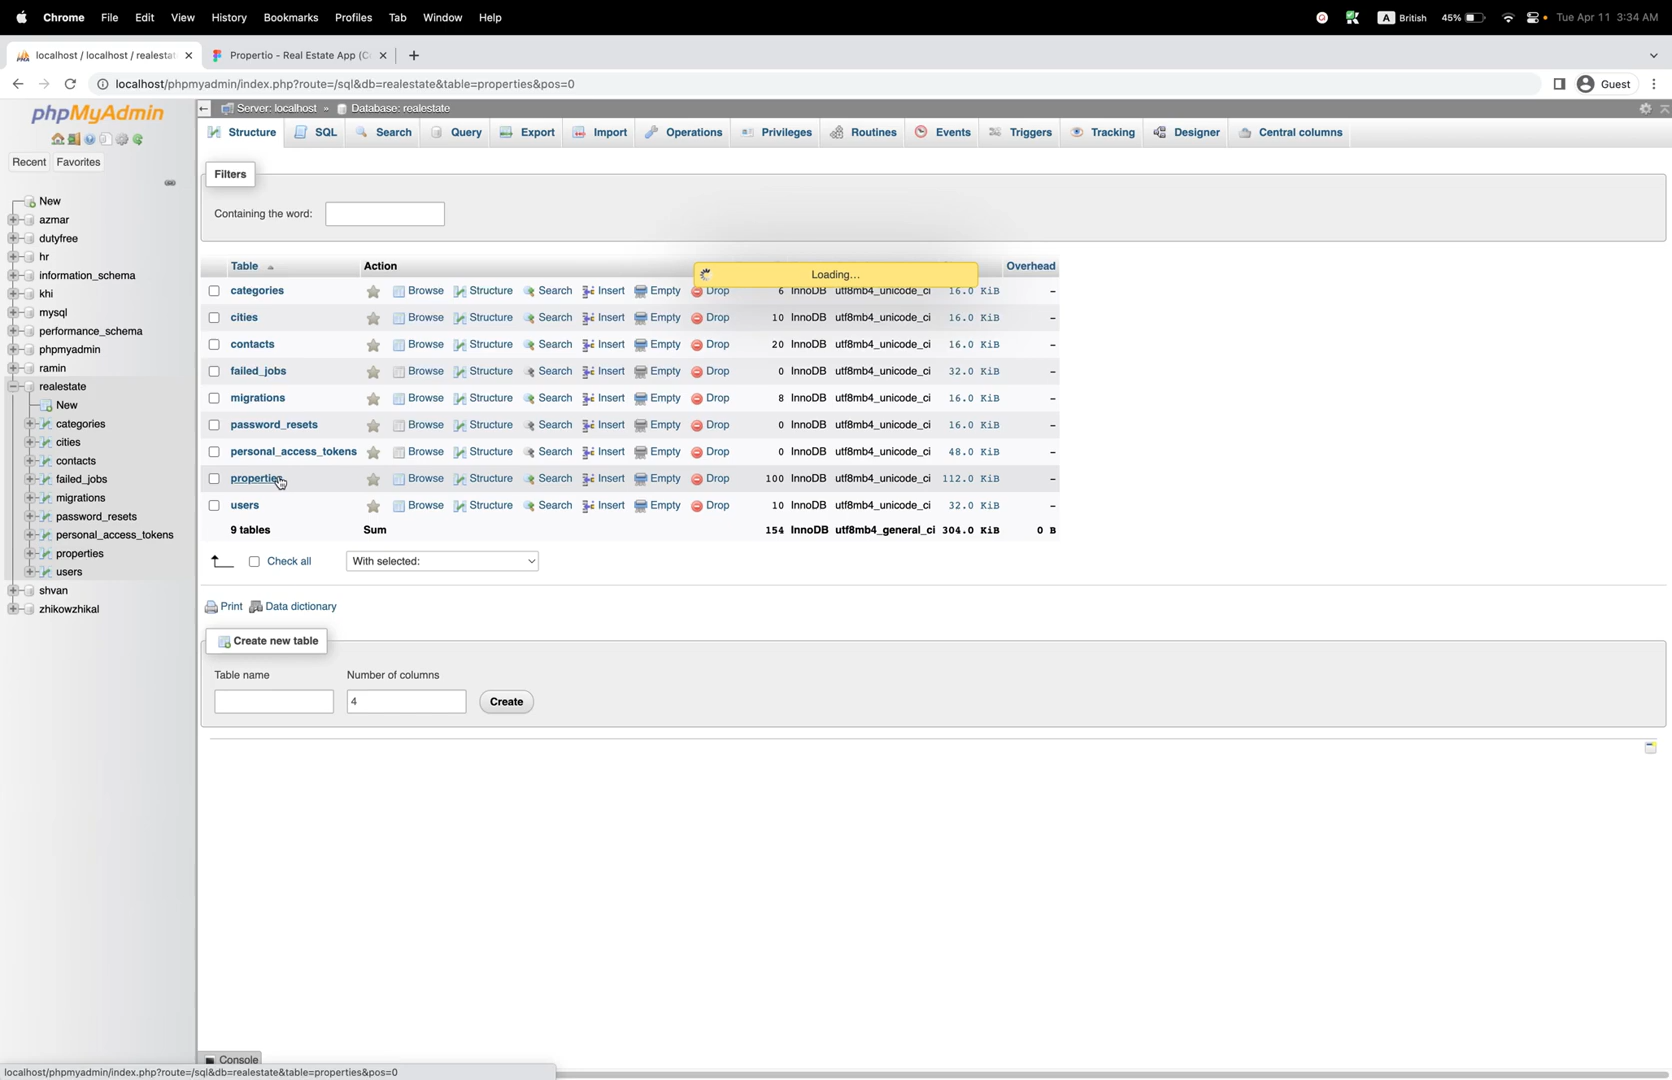 Chrome File Edit View History Bookmarks Profiles Tab Window Help A British 45% Tue Apr 11 3:34 AM
localhost / localhost / realestat Propertio - Real Estate App (C
localhost/phpmyadmin/index.php?route=/sql&db=realestate&table=properties&pos=0 Guest
phpMyAdmin
Recent Favorites
New
azmar
dutyfree
hr
information_schema
khi
mysql
performance_schema
phpmyadmin
ramin
realestate
New
categories
cities
contacts
failed_jobs
migrations
password_resets
personal_access_tokens
properties
users
shvan
zhikowzhikal
Server: localhost » Database: realestate
Structure SQL Search Query Export Import Operations Privileges Routines Events Triggers Tracking Designer Central columns
Filters
Containing the word:
Loading…
Table Action Overhead
categories Browse Structure Search Insert Empty Drop 6 InnoDB utf8mb4_unicode_ci 16.0 KiB -
cities Browse Structure Search Insert Empty Drop 10 InnoDB utf8mb4_unicode_ci 16.0 KiB -
contacts Browse Structure Search Insert Empty Drop 20 InnoDB utf8mb4_unicode_ci 16.0 KiB -
failed_jobs Browse Structure Search Insert Empty Drop 0 InnoDB utf8mb4_unicode_ci 32.0 KiB -
migrations Browse Structure Search Insert Empty Drop 8 InnoDB utf8mb4_unicode_ci 16.0 KiB -
password_resets Browse Structure Search Insert Empty Drop 0 InnoDB utf8mb4_unicode_ci 16.0 KiB -
personal_access_tokens Browse Structure Search Insert Empty Drop 0 InnoDB utf8mb4_unicode_ci 48.0 KiB -
properties Browse Structure Search Insert Empty Drop 100 InnoDB utf8mb4_unicode_ci 112.0 KiB -
users Browse Structure Search Insert Empty Drop 10 InnoDB utf8mb4_unicode_ci 32.0 KiB -
9 tables Sum 154 InnoDB utf8mb4_general_ci 304.0 KiB 0 B
Check all With selected:
Print Data dictionary
Create new table
Table name Number of columns
4 Create
Console
localhost/phpmyadmin/index.php?route=/sql&db=realestate&table=properties&pos=0